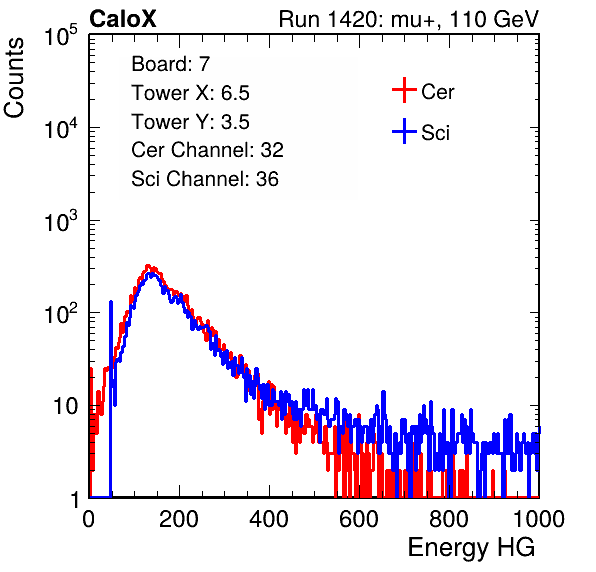 CaloX Run 1420: mu+, 110 GeV
Counts
Board: 7
Tower X: 6.5
Tower Y: 3.5
Cer Channel: 32
Sci Channel: 36
Cer
Sci
10^5
10^4
10^3
10^2
10
1
0 200 400 600 800 1000
Energy HG